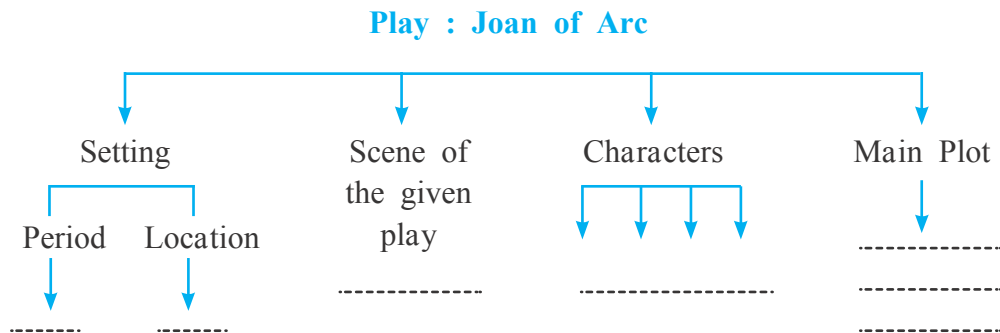 Play : Joan of Arc
Setting
Scene of
the given
play
Characters
Main Plot
Period
Location